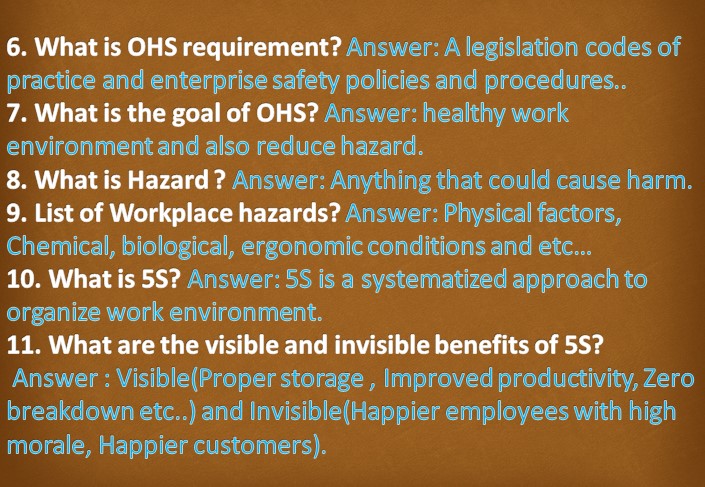 6. What is OHS requirement? Answer: A legislation codes of
practice and enterprise safety policies and procedures..
7. What is the goal of OHS? Answer: healthy work
environment and also reduce hazard.
8. What is Hazard ? Answer: Anything that could cause harm.
9. List of Workplace hazards? Answer: Physical factors,
Chemical, biological, ergonomic conditions and etc...
10. What is 5S? Answer: 5S is a systematized approach to
organize work environment.
11. What are the visible and invisible benefits of 5S?
Answer : Visible(Proper storage , Improved productivity, Zero
breakdown etc..) and Invisible(Happier employees with high
morale, Happier customers).